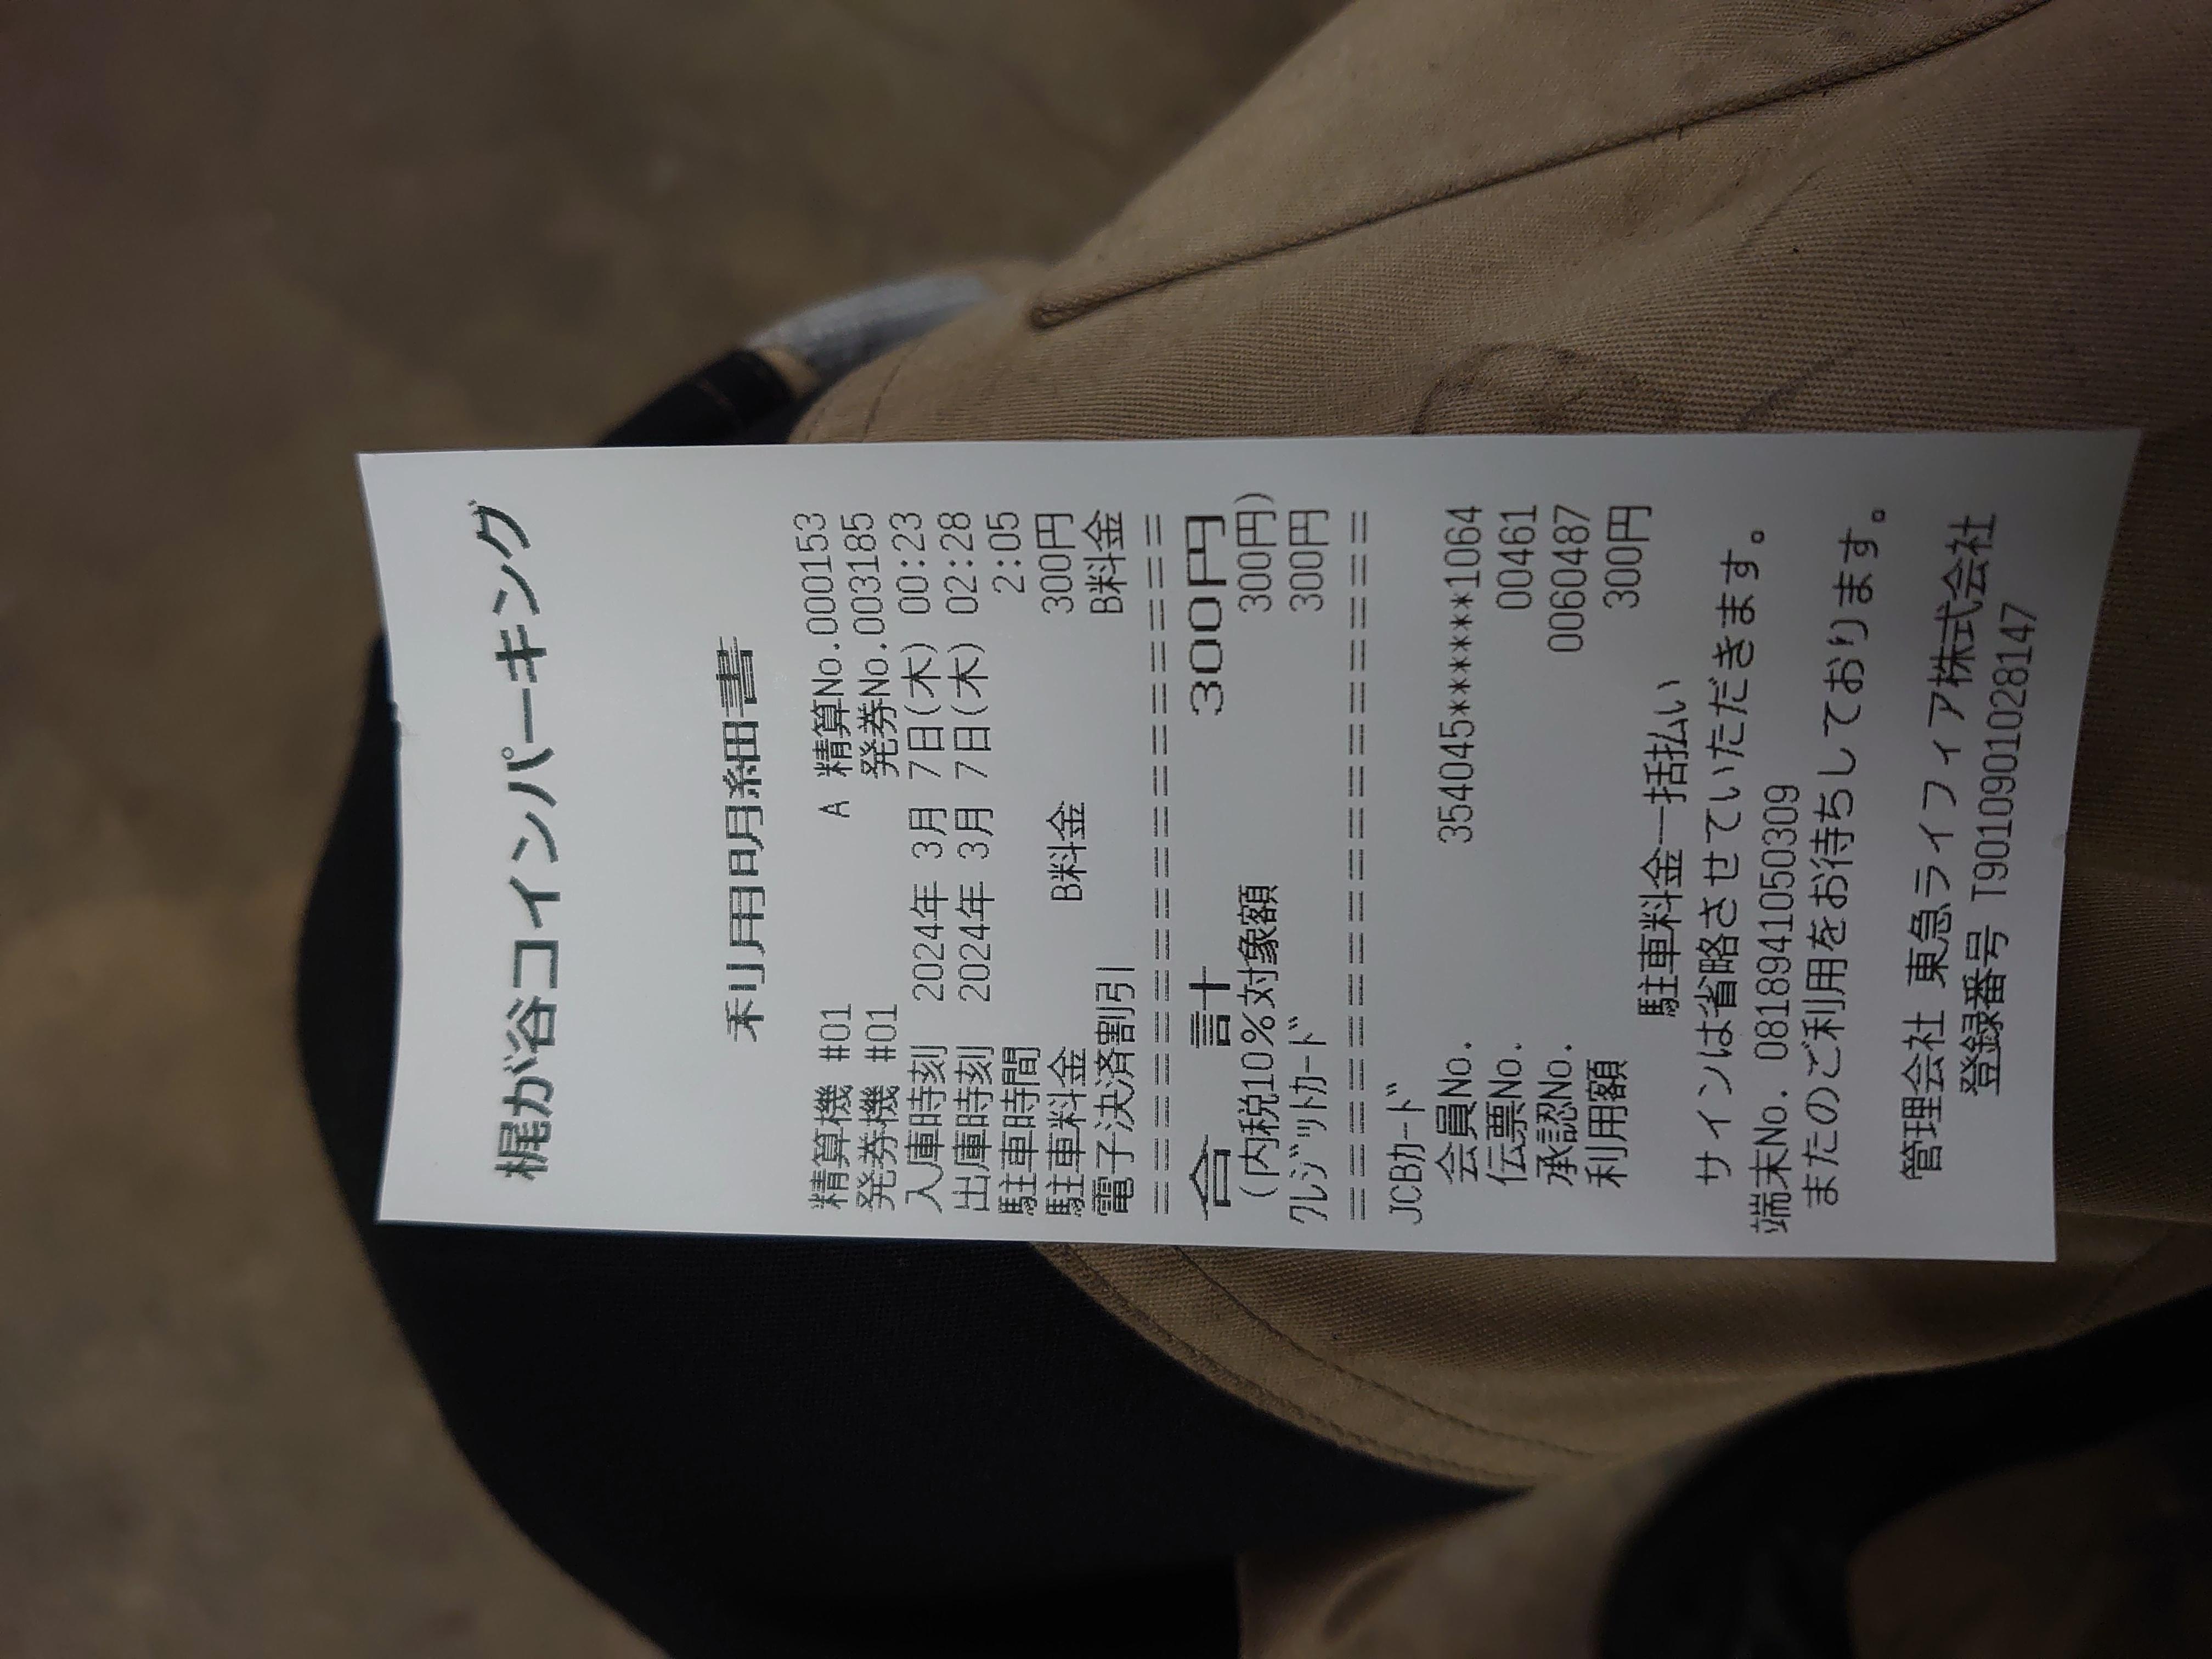 梶が谷コインパーキング
利用明細書
精算機 #01 A 精算No.000153
発券機 #01 発券No.003185
入庫時刻 2024年 3月 7日(木) 00:23
出庫時刻 2024年 3月 7日(木) 02:28
駐車時間 2:05
駐車料金 B料金 300円
電子決済割引 B料金
=================
合 計 300円
(内税10%対象額 300円)
ｸﾚｼﾞｯﾄｶｰﾄﾞ 300円
=================
JCBｶｰﾄﾞ
会員No. 354045******1064
伝票No. 00461
承認No. 0060487
利用額 300円
駐車料金一括払い
サインは省略させていただきます。
端末No. 0818941050309
またのご利用をお待ちしております。
管理会社 東急ライフィア株式会社
登録番号 T9010901028147